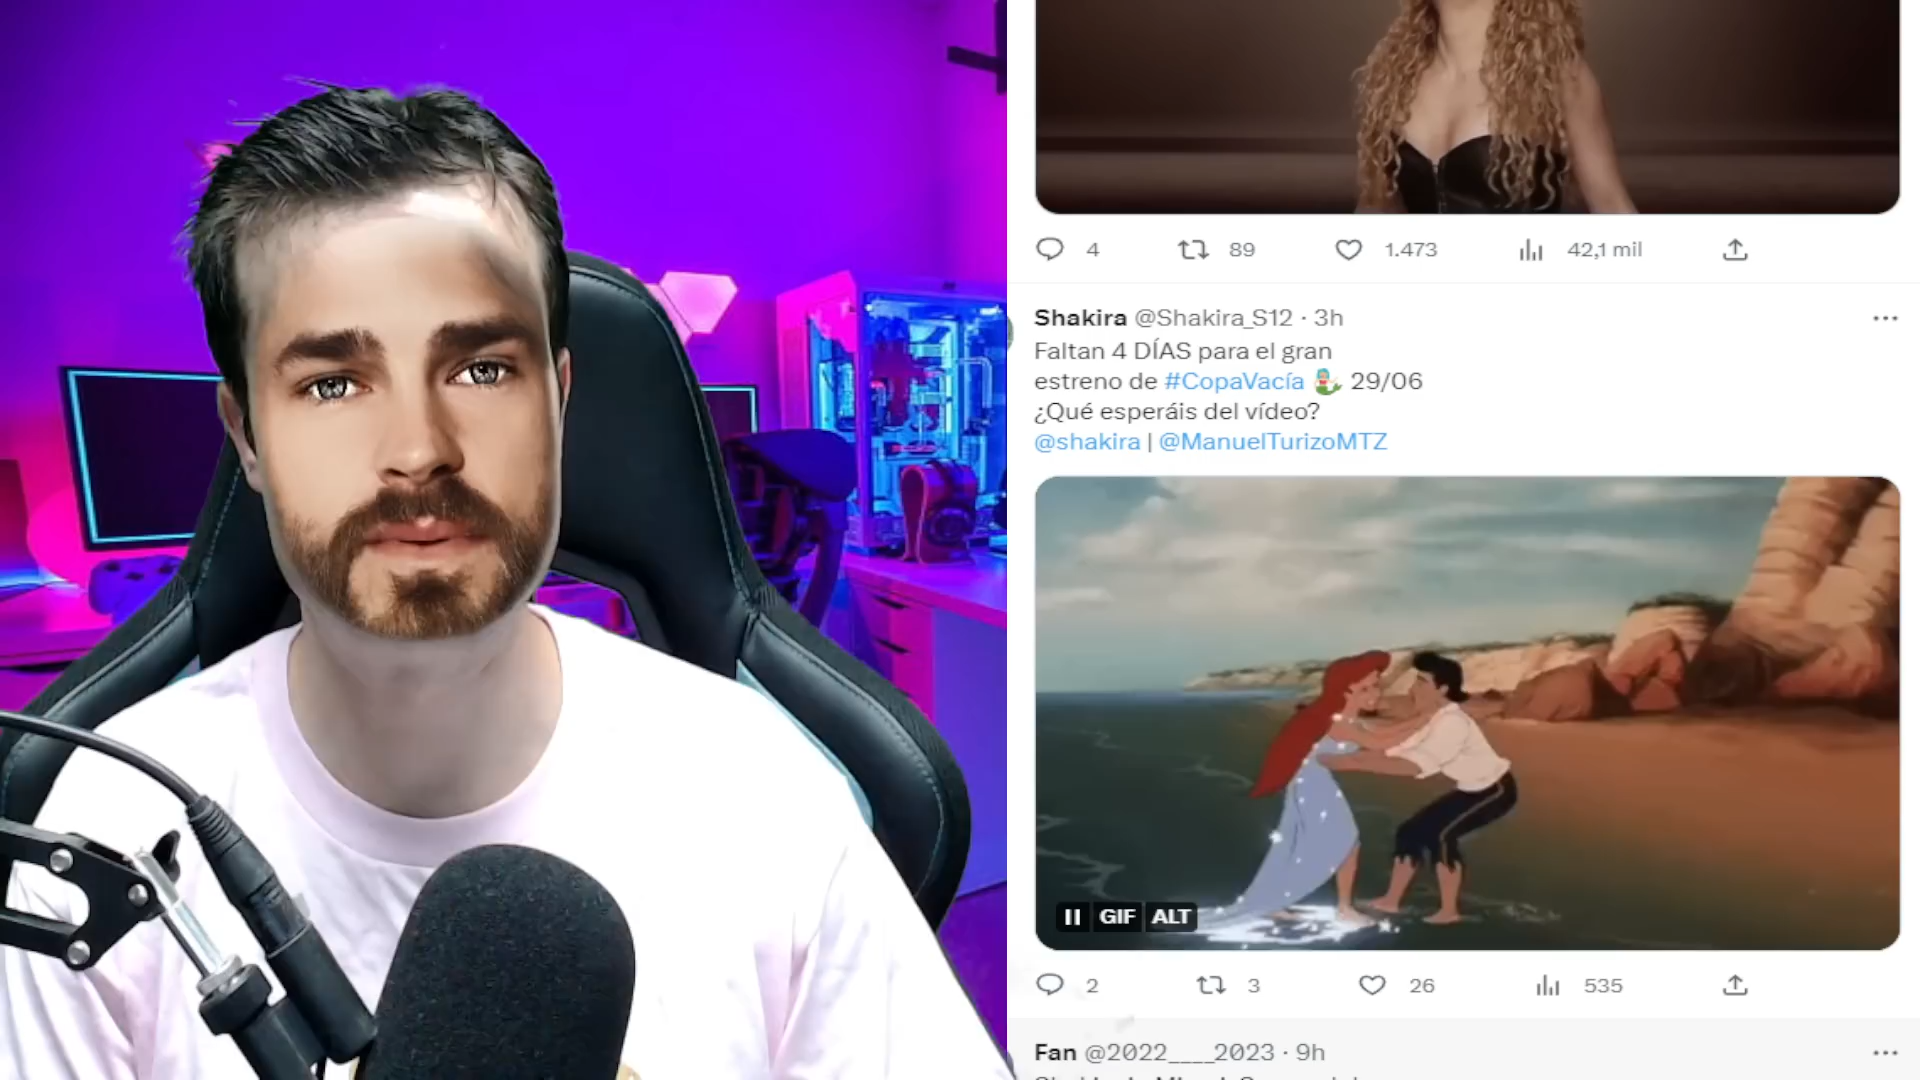 4 89 1.473 42,1 mil
Shakira @Shakira_S12 · 3h
Faltan 4 DÍAS para el gran
estreno de #CopaVacía 🧜‍♀️ 29/06
¿Qué esperáis del vídeo?
@shakira | @ManuelTurizoMTZ
GIF ALT
2 3 26 535
Fan @2022____2023 · 9h